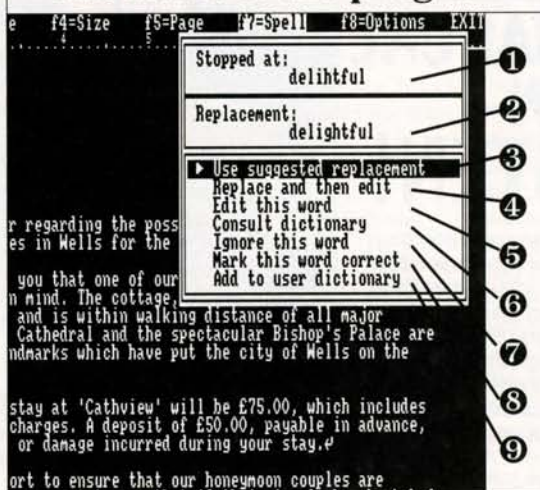 e f4=Size f5=Page f7=Spell f8=Options EXIT
4 5
Stopped at:
delihtful
Replacement:
delightful
Use suggested replacement
Replace and then edit
Edit this word
Consult dictionary
Ignore this word
Mark this word correct
Add to user dictionary
1
2
3
4
5
6
7
8
9
r regarding the poss
es in Wells for the
you that one of our
n mind. The cottage,
and is within walking distance of all major
Cathedral and the spectacular Bishop's Palace are
ndmarks which have put the city of Wells on the
stay at 'Cathview' will be £75.00, which includes
charges. A deposit of £50.00, payable in advance,
or damage incurred during your stay.↵
ort to ensure that our honeymoon couples are